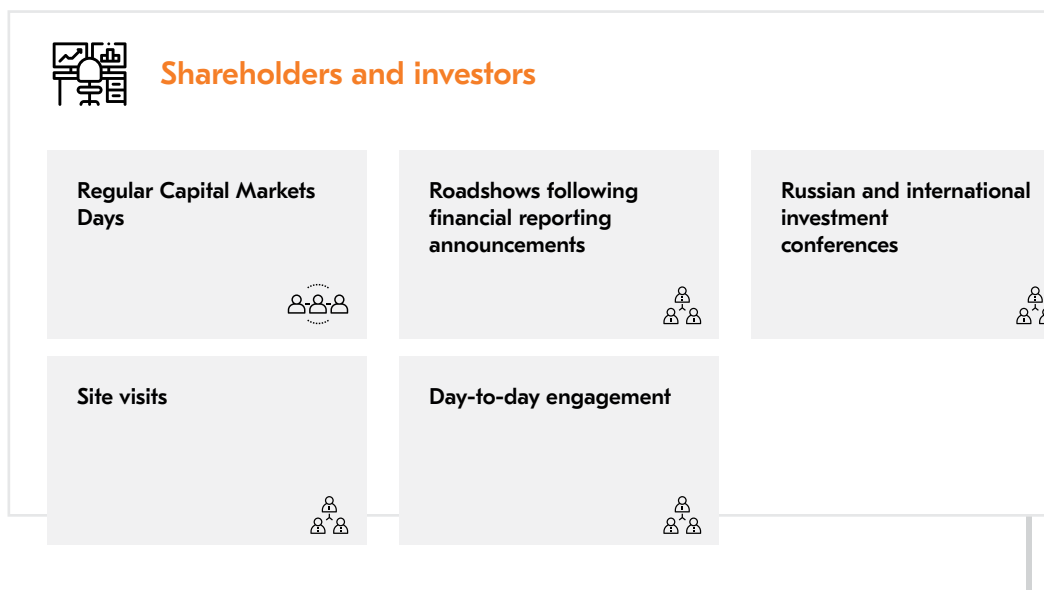 Shareholders and investors
Regular Capital Markets
Days
Roadshows following
financial reporting
announcements
Russian and international
investment
conferences
Site visits
Day-to-day engagement